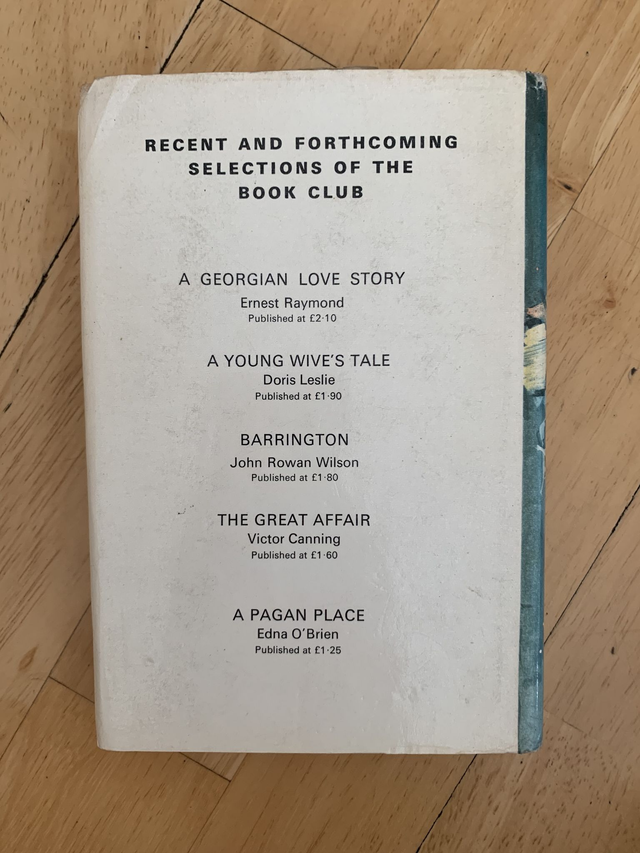 RECENT AND FORTHCOMING
SELECTIONS OF THE
BOOK CLUB
A GEORGIAN LOVE STORY
Ernest Raymond
Published at £2·10
A YOUNG WIVE'S TALE
Doris Leslie
Published at £1·90
BARRINGTON
John Rowan Wilson
Published at £1·80
THE GREAT AFFAIR
Victor Canning
Published at £1·60
A PAGAN PLACE
Edna O'Brien
Published at £1·25